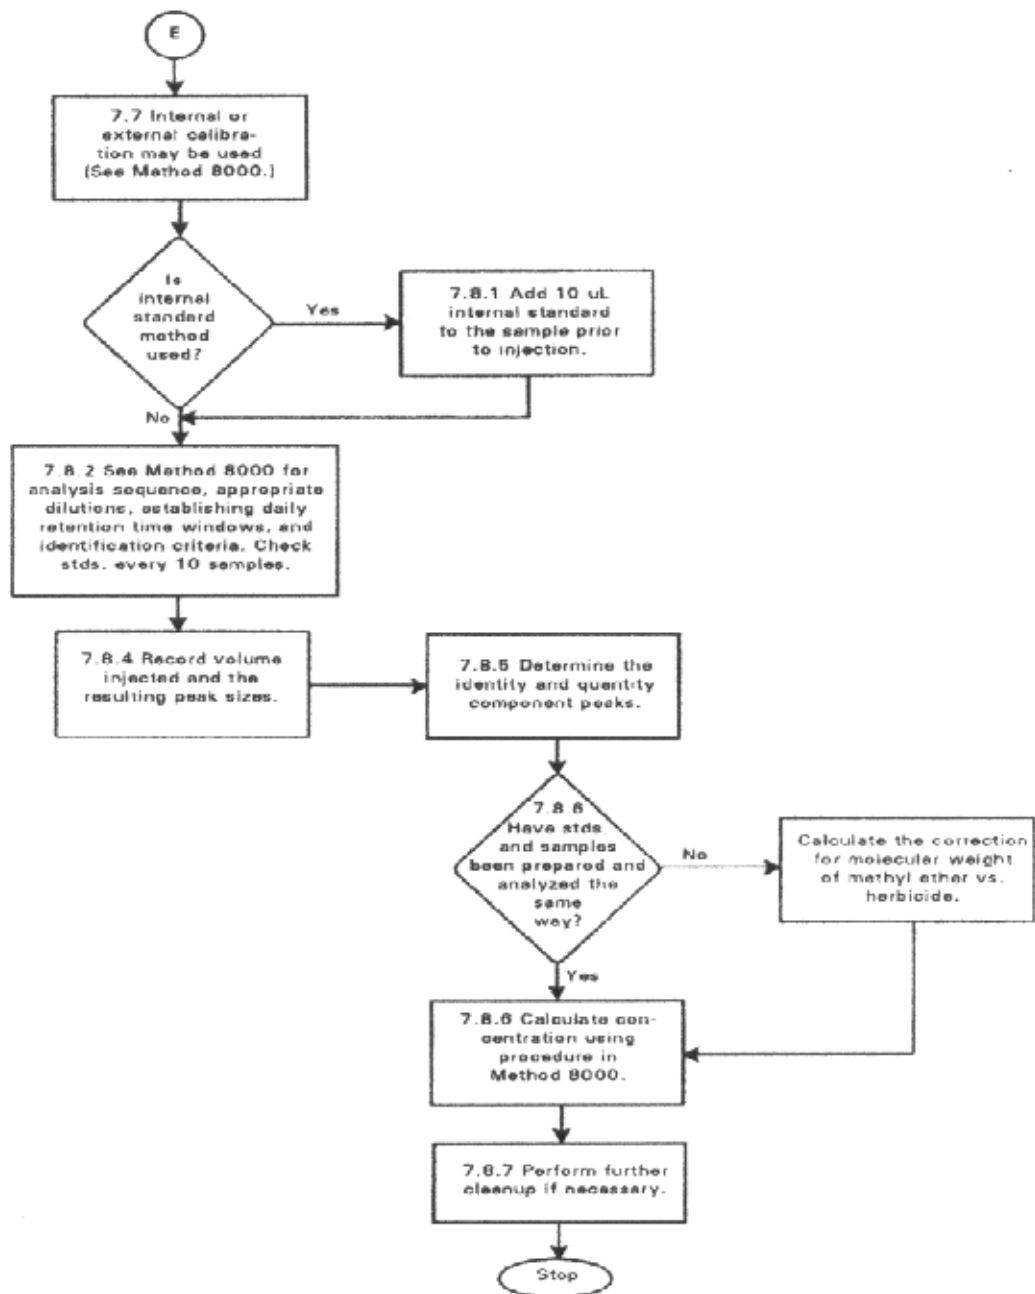 E
7.7 Internal or
external calibra-
tion may be used
(See Method 8000.)
Is
internal
standard
method
used?
Yes
7.8.1 Add 10 uL
internal standard
to the sample prior
to injection.
No
7.8.2 See Method 8000 for
analysis sequence, appropriate
dilutions, establishing daily
retention time windows, and
identification criteria. Check
stds. every 10 samples.
7.8.4 Record volume
injected and the
resulting peak sizes.
7.8.5 Determine the
identity and quantity
component peaks.
7.8.6
Have stds.
and samples
been prepared and
analyzed the
same
way?
No
Calculate the correction
for molecular weight
of methyl ether vs.
herbicide.
Yes
7.8.6 Calculate con-
centration using
procedure in
Method 8000.
7.8.7 Perform further
cleanup if necessary.
Stop